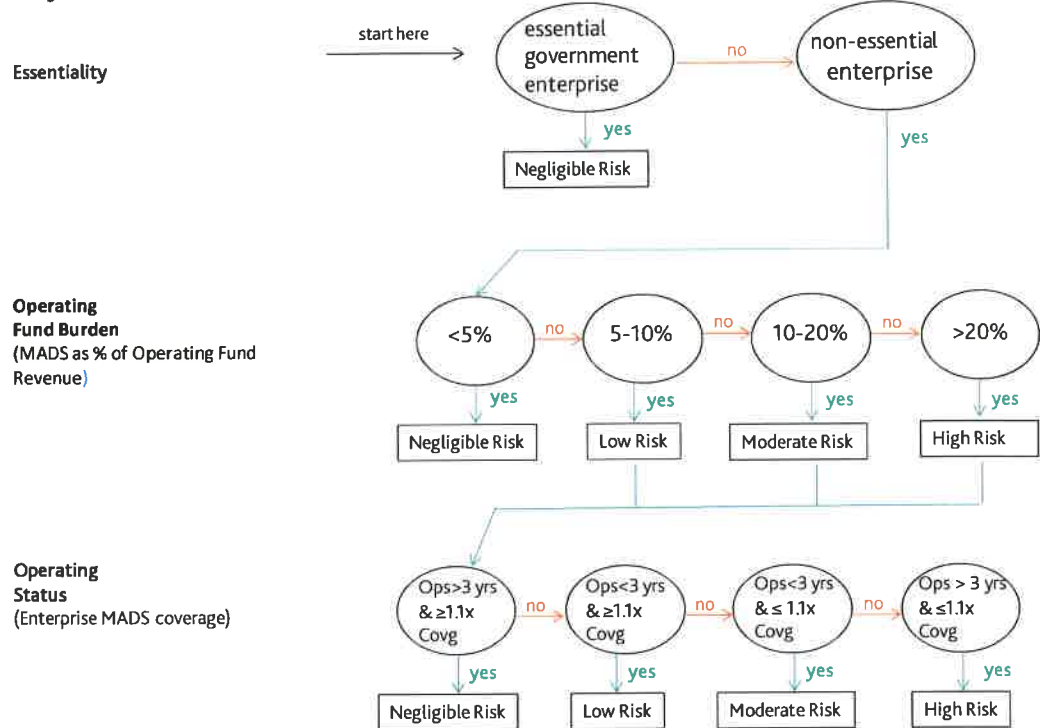 start here
Essentiality
essential
government
enterprise
no
non-essential
enterprise
yes
yes
Negligible Risk
Operating
Fund Burden
(MADS as % of Operating Fund
Revenue)
<5%
no
5-10%
no
10-20%
no
>20%
yes
yes
yes
yes
Negligible Risk
Low Risk
Moderate Risk
High Risk
Operating
Status
(Enterprise MADS coverage)
Ops>3 yrs
& ≥1.1x
Covg
no
Ops<3 yrs
& ≥1.1x
Covg
no
Ops<3 yrs
& ≤ 1.1x
Covg
no
Ops > 3 yrs
& ≤1.1x
Covg
yes
yes
yes
yes
Negligible Risk
Low Risk
Moderate Risk
High Risk